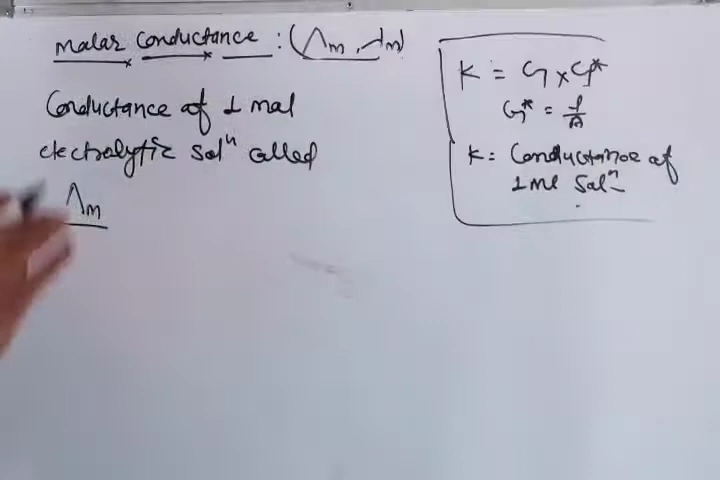 molar conductance : (Λm, λm)
Conductance of 1 mol
electrolytic solⁿ called
Λm
K = G × G*
G* = l/A
K = Conductance of
1 ml solⁿ